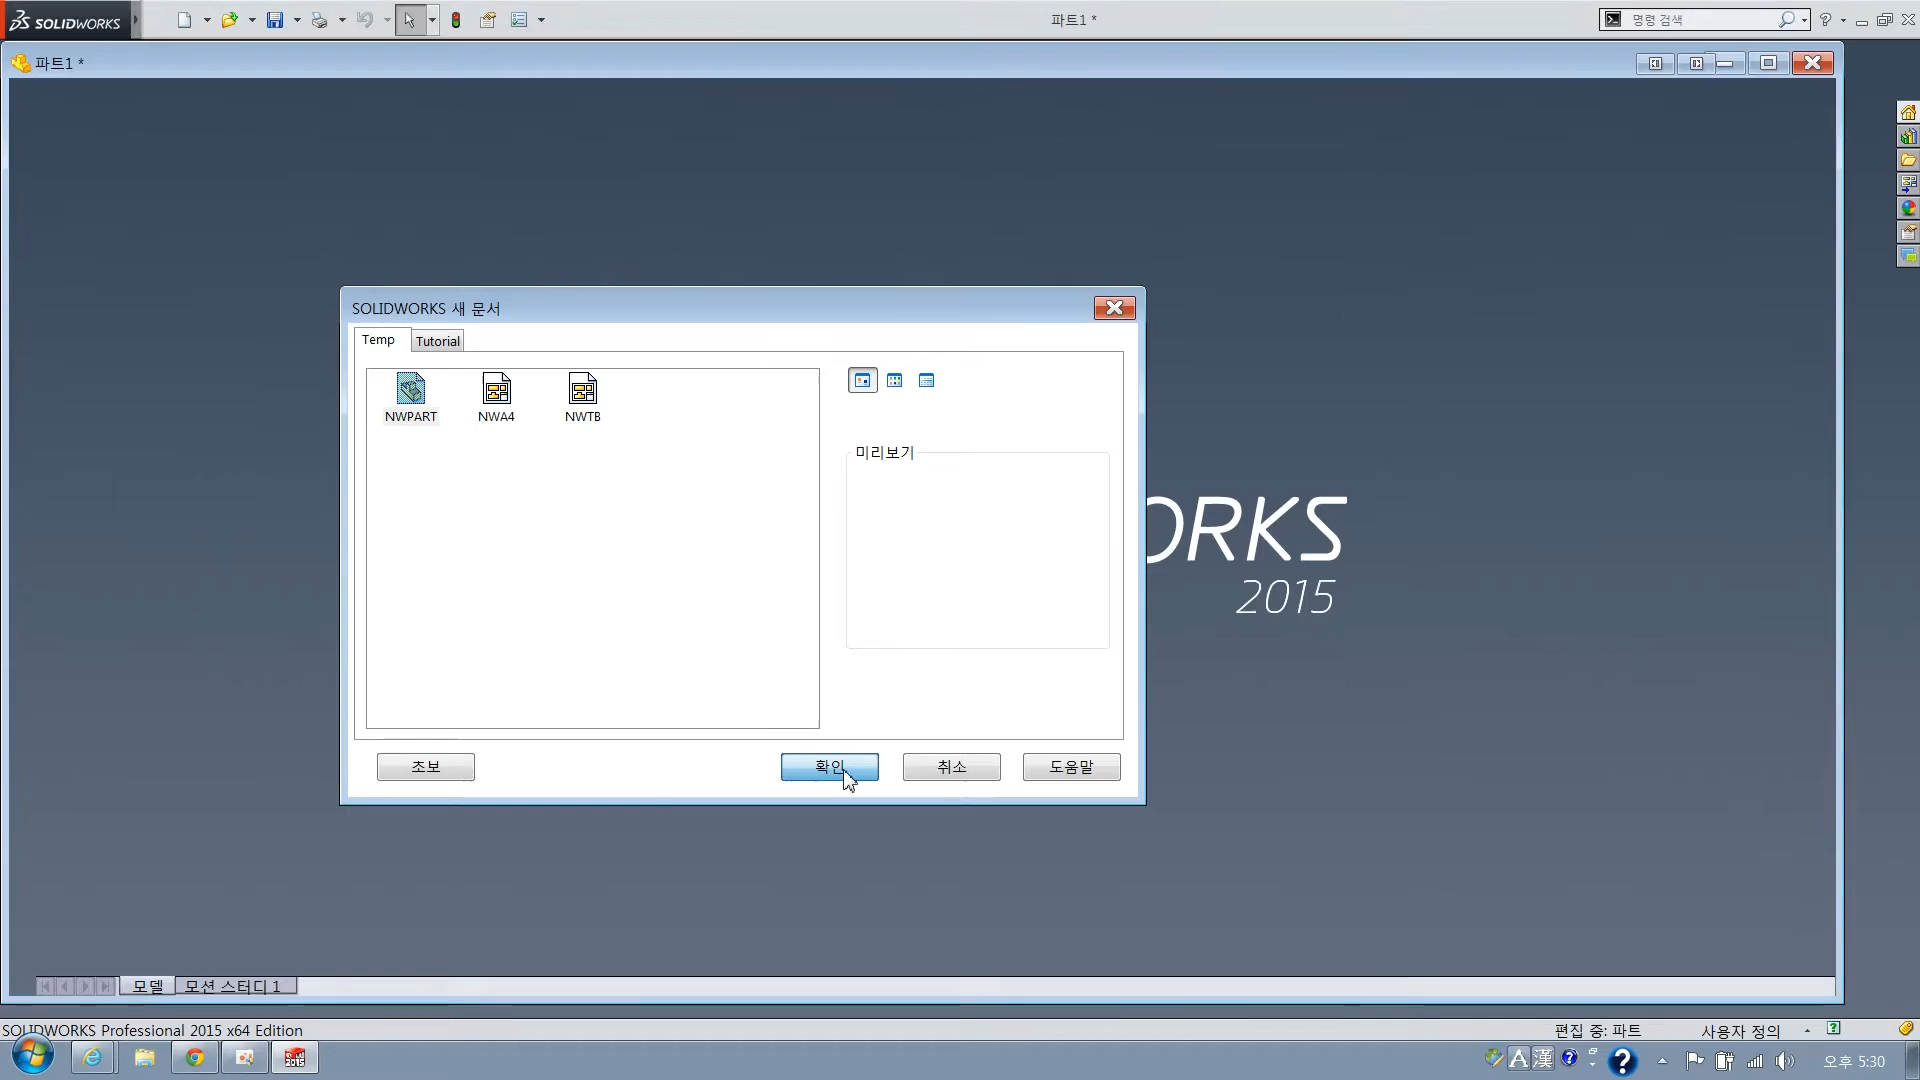 SOLIDWORKS
파트1 *
명령 검색
파트1 *
SOLIDWORKS 새 문서
Temp
Tutorial
NWPART
NWA4
NWTB
미리보기
ORKS
2015
초보
확인
취소
도움말
모델
모션 스터디 1
SOLIDWORKS Professional 2015 x64 Edition
편집 중: 파트
사용자 정의
A
漢
오후 5:30